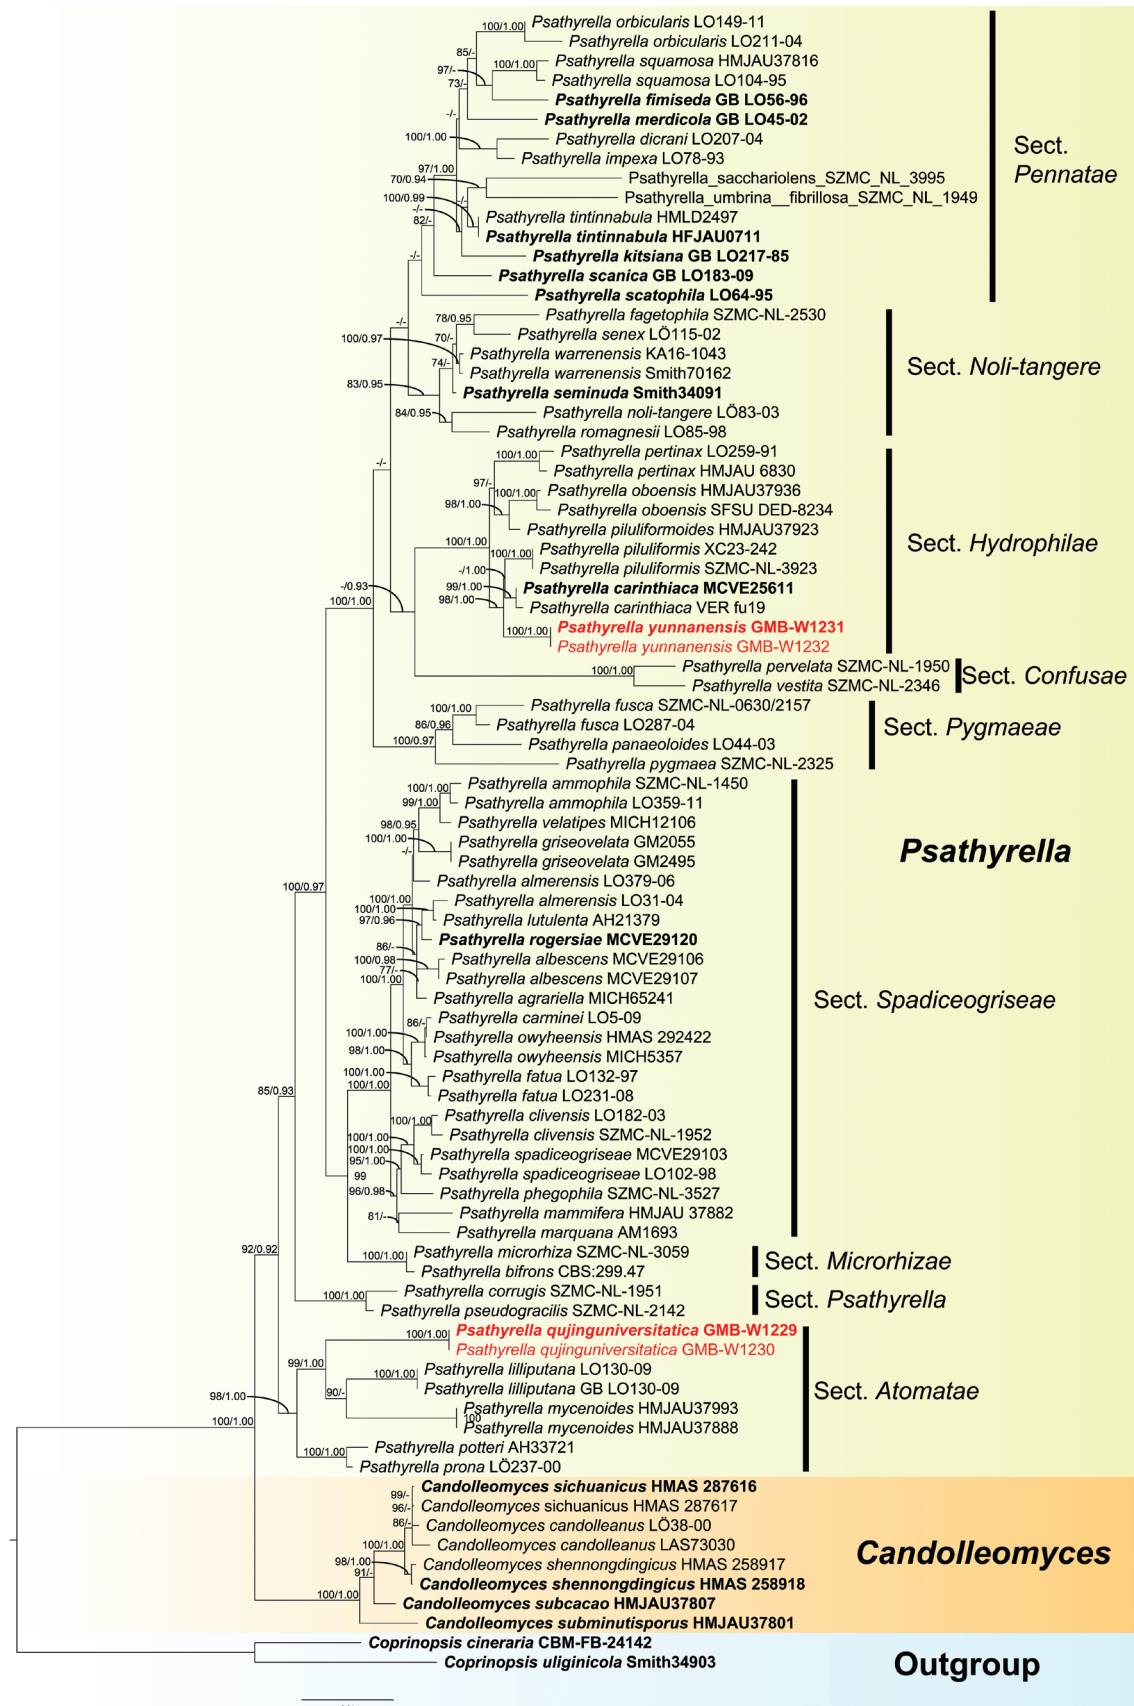 Psathyrella orbicularis LO149-11
100/1.00
Psathyrella orbicularis LO211-04
85/-
Psathyrella squamosa HMJAU37816
97/-
100/1.00
Psathyrella squamosa LO104-95
73/-
Psathyrella fimiseda GB LO56-96
Psathyrella merdicola GB LO45-02
-/-
100/1.00
Psathyrella dicrani LO207-04
Psathyrella impexa LO78-93
Sect.
Pennatae
97/1.00
70/0.94
Psathyrella_saccharioIens_SZMC_NL_3995
100/0.99
-/-
Psathyrella_umbrina__fibrillosa_SZMC_NL_1949
-/-
82/-
Psathyrella tintinnabula HMLD2497
Psathyrella tintinnabula HFJAU0711
Psathyrella kitsiana GB LO217-85
-/-
Psathyrella scanica GB LO183-09
Psathyrella scatophila LO64-95
-/-
78/0.95
Psathyrella fagetophila SZMC-NL-2530
100/0.97
70/-
Psathyrella senex LÖ115-02
Psathyrella warrenensis KA16-1043
74/-
Psathyrella warrenensis Smith70162
Sect. Noli-tangere
83/0.95
Psathyrella seminuda Smith34091
84/0.95
Psathyrella noli-tangere LÖ83-03
Psathyrella romagnesii LO85-98
-/-
100/1.00
Psathyrella pertinax LO259-91
Psathyrella pertinax HMJAU 6830
97/-
100/1.00
Psathyrella oboensis HMJAU37936
98/1.00
Psathyrella oboensis SFSU DED-8234
Psathyrella piluliformoides HMJAU37923
100/1.00
100/1.00
Psathyrella piluliformis XC23-242
Sect. Hydrophilae
-/1.00
Psathyrella piluliformis SZMC-NL-3923
-/0.93
99/1.00
Psathyrella carinthiaca MCVE25611
100/1.00
98/1.00
Psathyrella carinthiaca VER fu19
100/1.00
Psathyrella yunnanensis GMB-W1231
Psathyrella yunnanensis GMB-W1232
100/1.00
Psathyrella pervelata SZMC-NL-1950
Psathyrella vestita SZMC-NL-2346
Sect. Confusae
100/1.00
Psathyrella fusca SZMC-NL-0630/2157
86/0.96
Psathyrella fusca LO287-04
Sect. Pygmaeae
100/0.97
Psathyrella panaeoloides LO44-03
Psathyrella pygmaea SZMC-NL-2325
100/1.00
Psathyrella ammophila SZMC-NL-1450
99/1.00
Psathyrella ammophila LO359-11
98/0.95
Psathyrella velatipes MICH12106
100/1.00
Psathyrella griseovelata GM2055
-/-
Psathyrella griseovelata GM2495
Psathyrella
100/0.97
Psathyrella almerensis LO379-06
100/1.00
Psathyrella almerensis LO31-04
100/1.00
97/0.96
Psathyrella lutulenta AH21379
86/-
Psathyrella rogersiae MCVE29120
100/0.98
Psathyrella albescens MCVE29106
77/-
100/1.00
Psathyrella albescens MCVE29107
Psathyrella agrariella MICH65241
Sect. Spadiceogriseae
86/-
Psathyrella carminei LO5-09
100/1.00
Psathyrella owyheensis HMAS 292422
98/1.00
Psathyrella owyheensis MICH5357
100/1.00
Psathyrella fatua LO132-97
100/1.00
Psathyrella fatua LO231-08
85/0.93
100/1.00
Psathyrella clivensis LO182-03
100/1.00
Psathyrella clivensis SZMC-NL-1952
100/1.00
Psathyrella spadiceogriseae MCVE29103
95/1.00
99
Psathyrella spadiceogriseae LO102-98
96/0.98
Psathyrella phegophila SZMC-NL-3527
81/-
Psathyrella mammifera HMJAU 37882
Psathyrella marquana AM1693
92/0.92
100/1.00
Psathyrella microrhiza SZMC-NL-3059
Psathyrella bifrons CBS:299.47
Sect. Microrhizae
100/1.00
Psathyrella corrugis SZMC-NL-1951
Psathyrella pseudogracilis SZMC-NL-2142
Sect. Psathyrella
100/1.00
Psathyrella qujinguniversitatica GMB-W1229
Psathyrella qujinguniversitatica GMB-W1230
99/1.00
100/1.00
Psathyrella lilliputana LO130-09
90/-
Psathyrella lilliputana GB LO130-09
Sect. Atomatae
98/1.00
Psathyrella mycenoides HMJAU37993
100
Psathyrella mycenoides HMJAU37888
100/1.00
100/1.00
Psathyrella potteri AH33721
Psathyrella prona LÖ237-00
Candolleomyces sichuanicus HMAS 287616
99/-
Candolleomyces sichuanicus HMAS 287617
96/-
86/-
Candolleomyces candolleanus LÖ38-00
100/1.00
Candolleomyces candolleanus LAS73030
Candolleomyces
98/1.00
Candolleomyces shennongdingicus HMAS 258917
91/-
Candolleomyces shennongdingicus HMAS 258918
100/1.00
Candolleomyces subcacao HMJAU37807
Candolleomyces subminutisporus HMJAU37801
Coprinopsis cineraria CBM-FB-24142
Coprinopsis uliginicola Smith34903
Outgroup